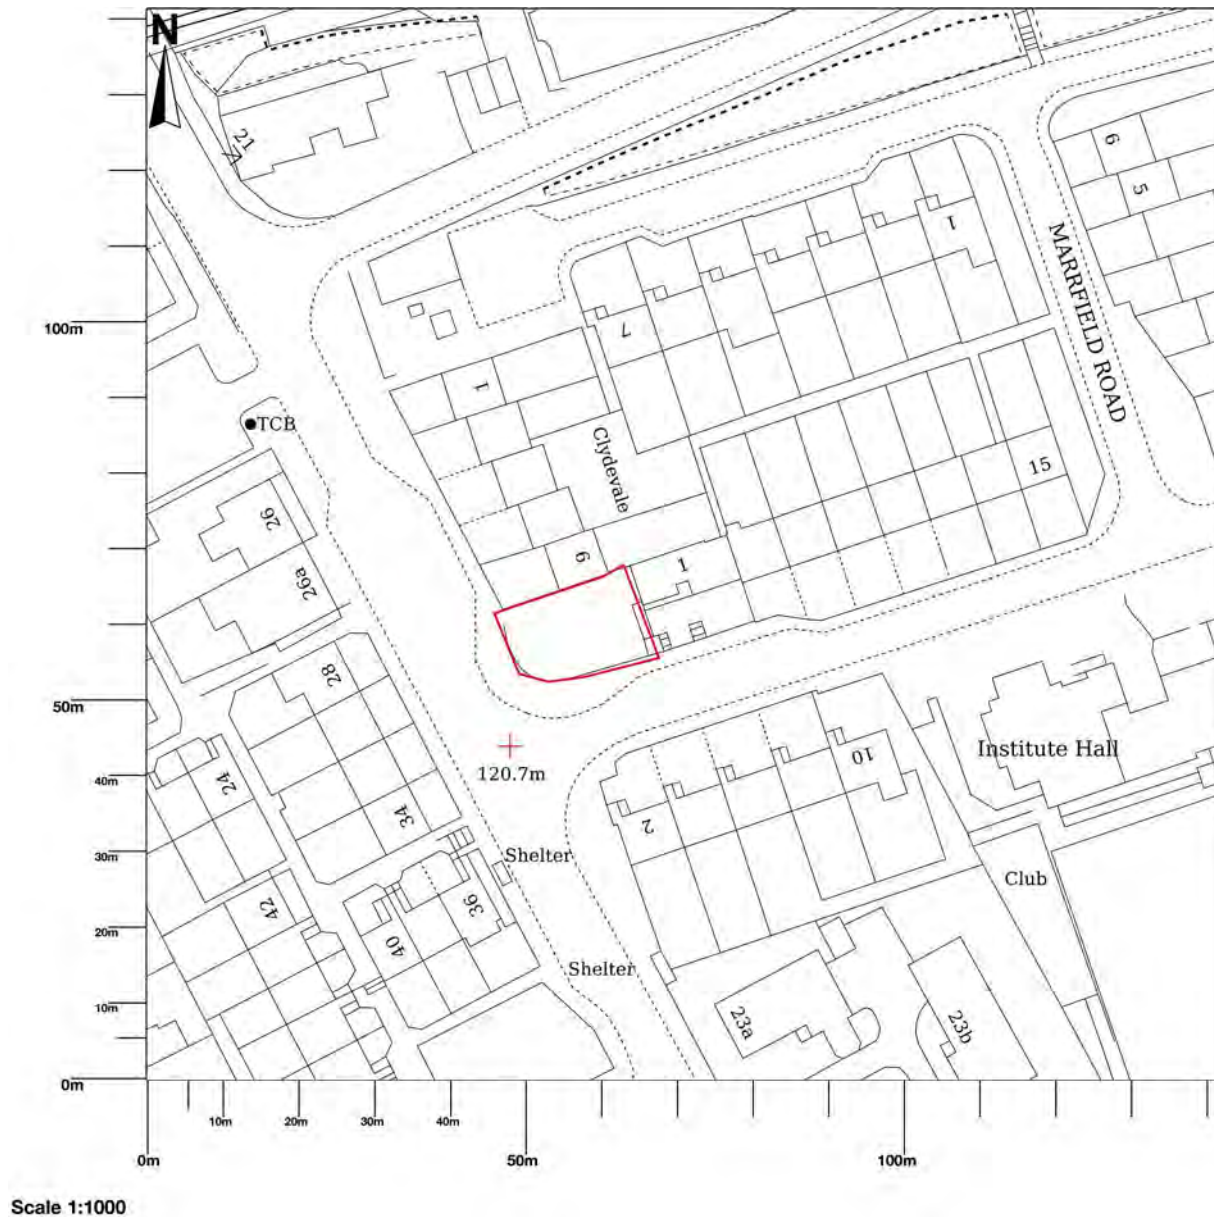 N
21
6
5
1
MARRFIELD ROAD
7
100m
1
TCB
Clydevale
15
26
26a
6
1
28
50m
120.7m
Institute Hall
24
40m
10
34
2
30m
Shelter
Club
42
36
20m
40
Shelter
10m
23a
23b
0m
10m
20m
30m
40m
0m
50m
100m
Scale 1:1000